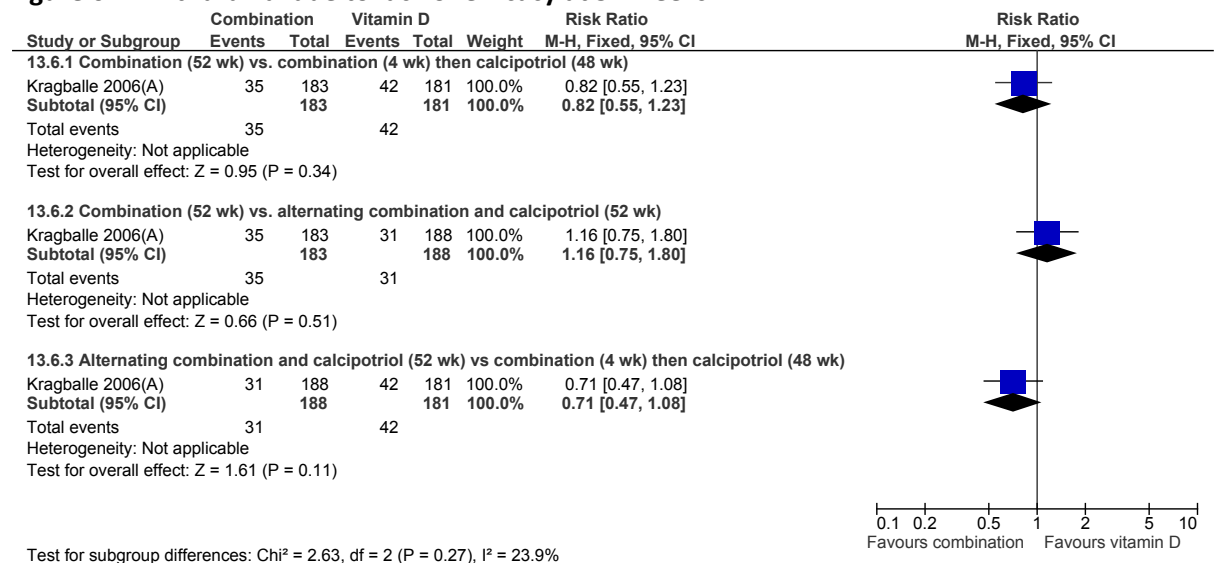 Combination Vitamin D Risk Ratio Risk Ratio
Study or Subgroup Events Total Events Total Weight M-H, Fixed, 95% CI M-H, Fixed, 95% CI
13.6.1 Combination (52 wk) vs. combination (4 wk) then calcipotriol (48 wk)
Kragballe 2006(A) 35 183 42 181 100.0% 0.82 [0.55, 1.23]
Subtotal (95% CI) 183 181 100.0% 0.82 [0.55, 1.23]
Total events 35 42
Heterogeneity: Not applicable
Test for overall effect: Z = 0.95 (P = 0.34)
13.6.2 Combination (52 wk) vs. alternating combination and calcipotriol (52 wk)
Kragballe 2006(A) 35 183 31 188 100.0% 1.16 [0.75, 1.80]
Subtotal (95% CI) 183 188 100.0% 1.16 [0.75, 1.80]
Total events 35 31
Heterogeneity: Not applicable
Test for overall effect: Z = 0.66 (P = 0.51)
13.6.3 Alternating combination and calcipotriol (52 wk) vs combination (4 wk) then calcipotriol (48 wk)
Kragballe 2006(A) 31 188 42 181 100.0% 0.71 [0.47, 1.08]
Subtotal (95% CI) 188 181 100.0% 0.71 [0.47, 1.08]
Total events 31 42
Heterogeneity: Not applicable
Test for overall effect: Z = 1.61 (P = 0.11)
0.1 0.2 0.5 1 2 5 10
Favours combination Favours vitamin D
Test for subgroup differences: Chi² = 2.63, df = 2 (P = 0.27), I² = 23.9%